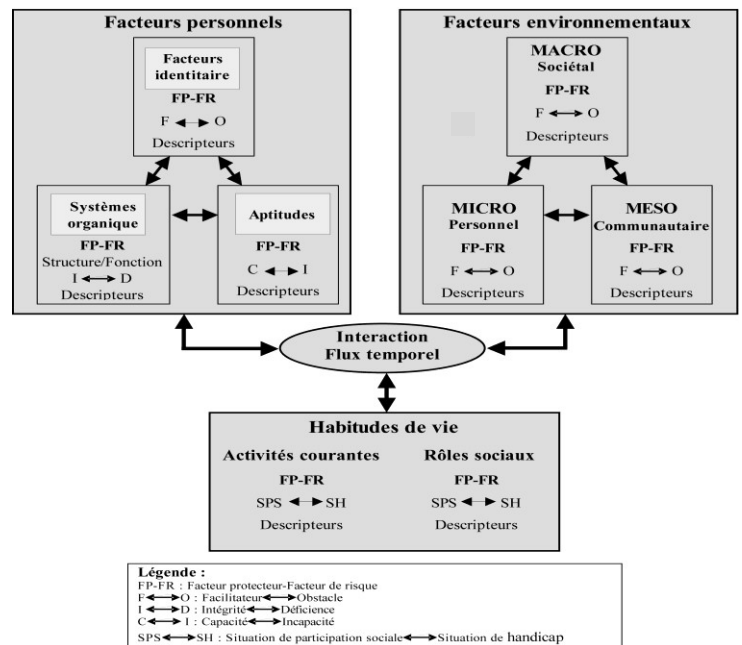 Facteurs personnels
Facteurs
identitaire
FP-FR
F ◄─► O
Descripteurs
Systèmes
organique
FP-FR
Structure/Fonction
I ⟷ D
Descripteurs
Aptitudes
FP-FR
C ◄─► I
Descripteurs
Facteurs environnementaux
MACRO
Sociétal
FP-FR
F ⟷ O
Descripteurs
MICRO
Personnel
FP-FR
F ⟷ O
Descripteurs
MESO
Communautaire
FP-FR
F ⟷ O
Descripteurs
Interaction
Flux temporel
Habitudes de vie
Activités courantes
FP-FR
SPS ◄─► SH
Descripteurs
Rôles sociaux
FP-FR
SPS ◄─► SH
Descripteurs
Légende :
FP-FR : Facteur protecteur-Facteur de risque
F⟷O : Facilitateur⟷Obstacle
I⟷D : Intégrité⟷Déficience
C⟷I : Capacité⟷Incapacité
SPS⟷SH : Situation de participation sociale⟷Situation de handicap